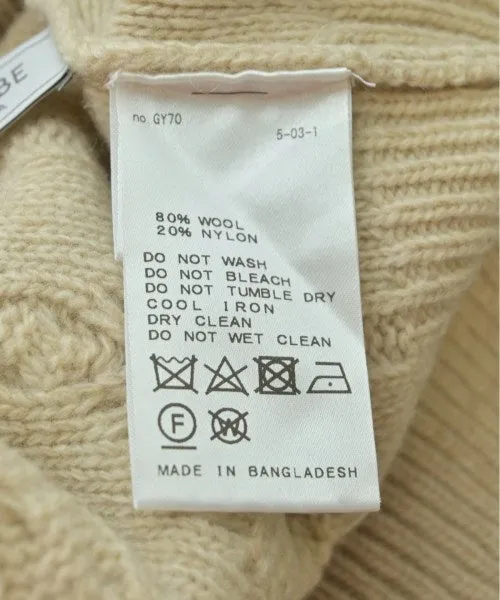 BE
no. GY70
5-03-1
80% WOOL
20% NYLON
DO NOT WASH
DO NOT BLEACH
DO NOT TUMBLE DRY
COOL IRON
DRY CLEAN
DO NOT WET CLEAN
F W
MADE IN BANGLADESH